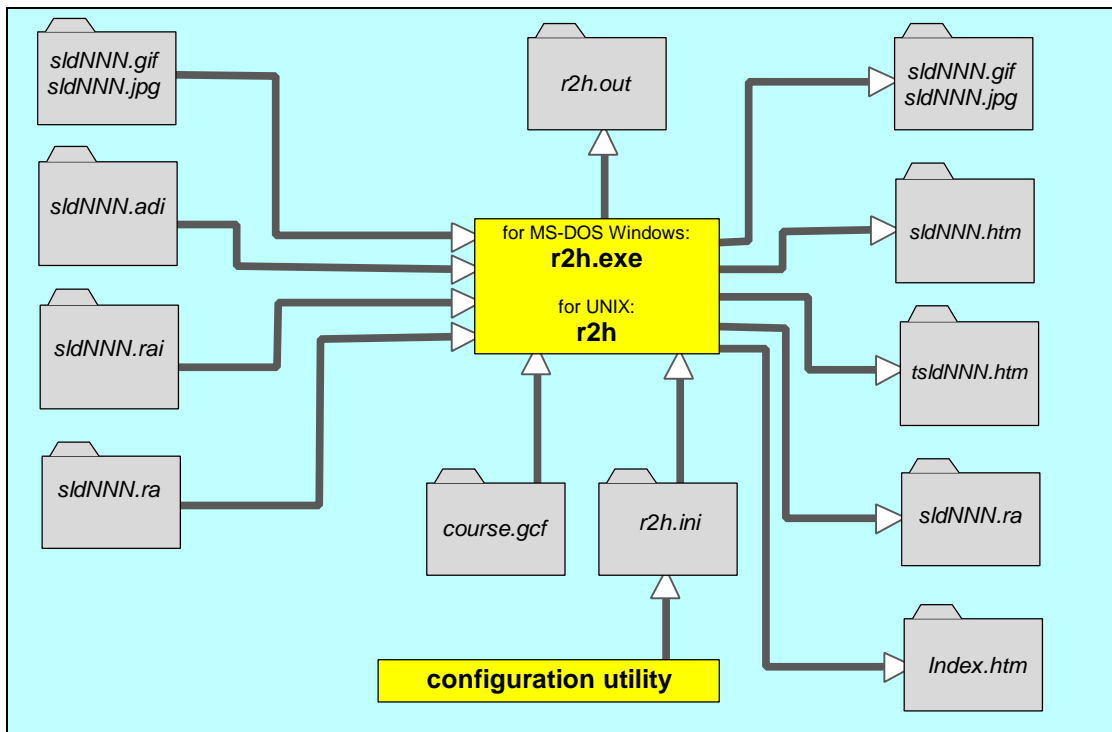 sldNNN.gif
sldNNN.jpg
r2h.out
sldNNN.gif
sldNNN.jpg
sldNNN.adi
sldNNN.htm
for MS-DOS Windows:
r2h.exe
for UNIX:
r2h
sldNNN.rai
tsldNNN.htm
sldNNN.ra
course.gcf
r2h.ini
sldNNN.ra
Index.htm
configuration utility